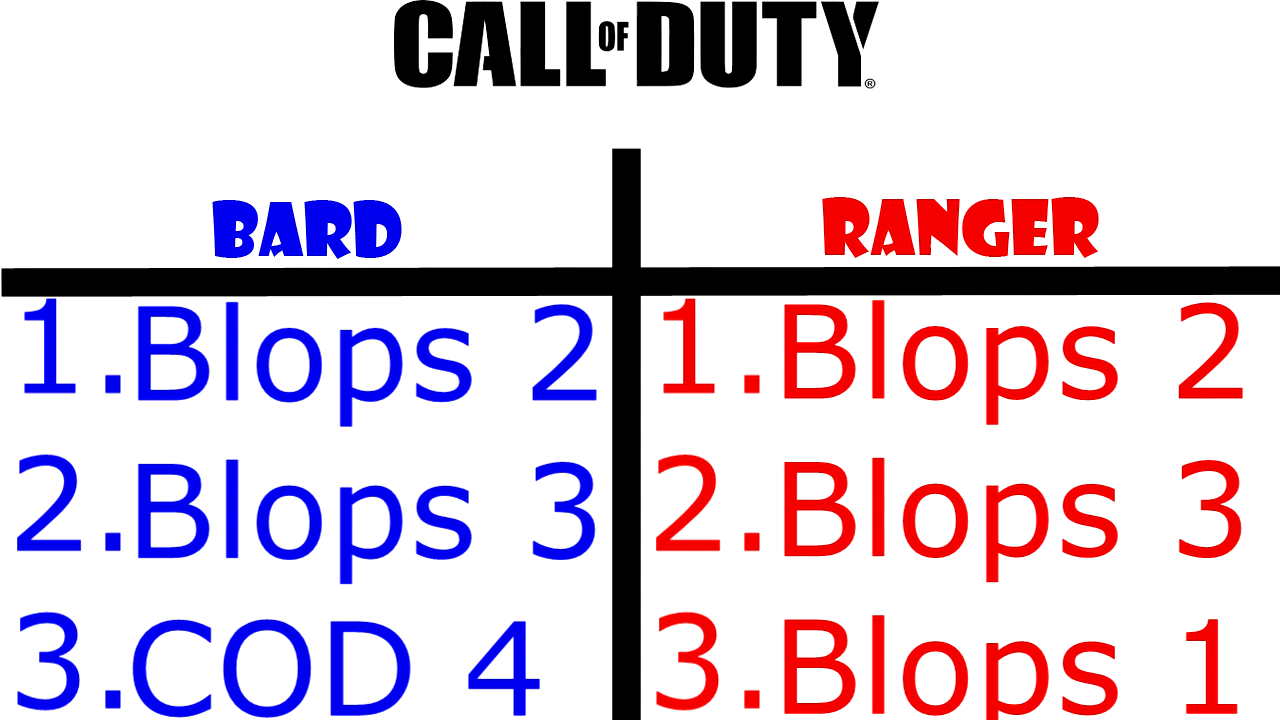 CALL OF DUTY®
BARD
1.Blops 2
2.Blops 3
3.COD 4
RANGER
1.Blops 2
2.Blops 3
3.Blops 1